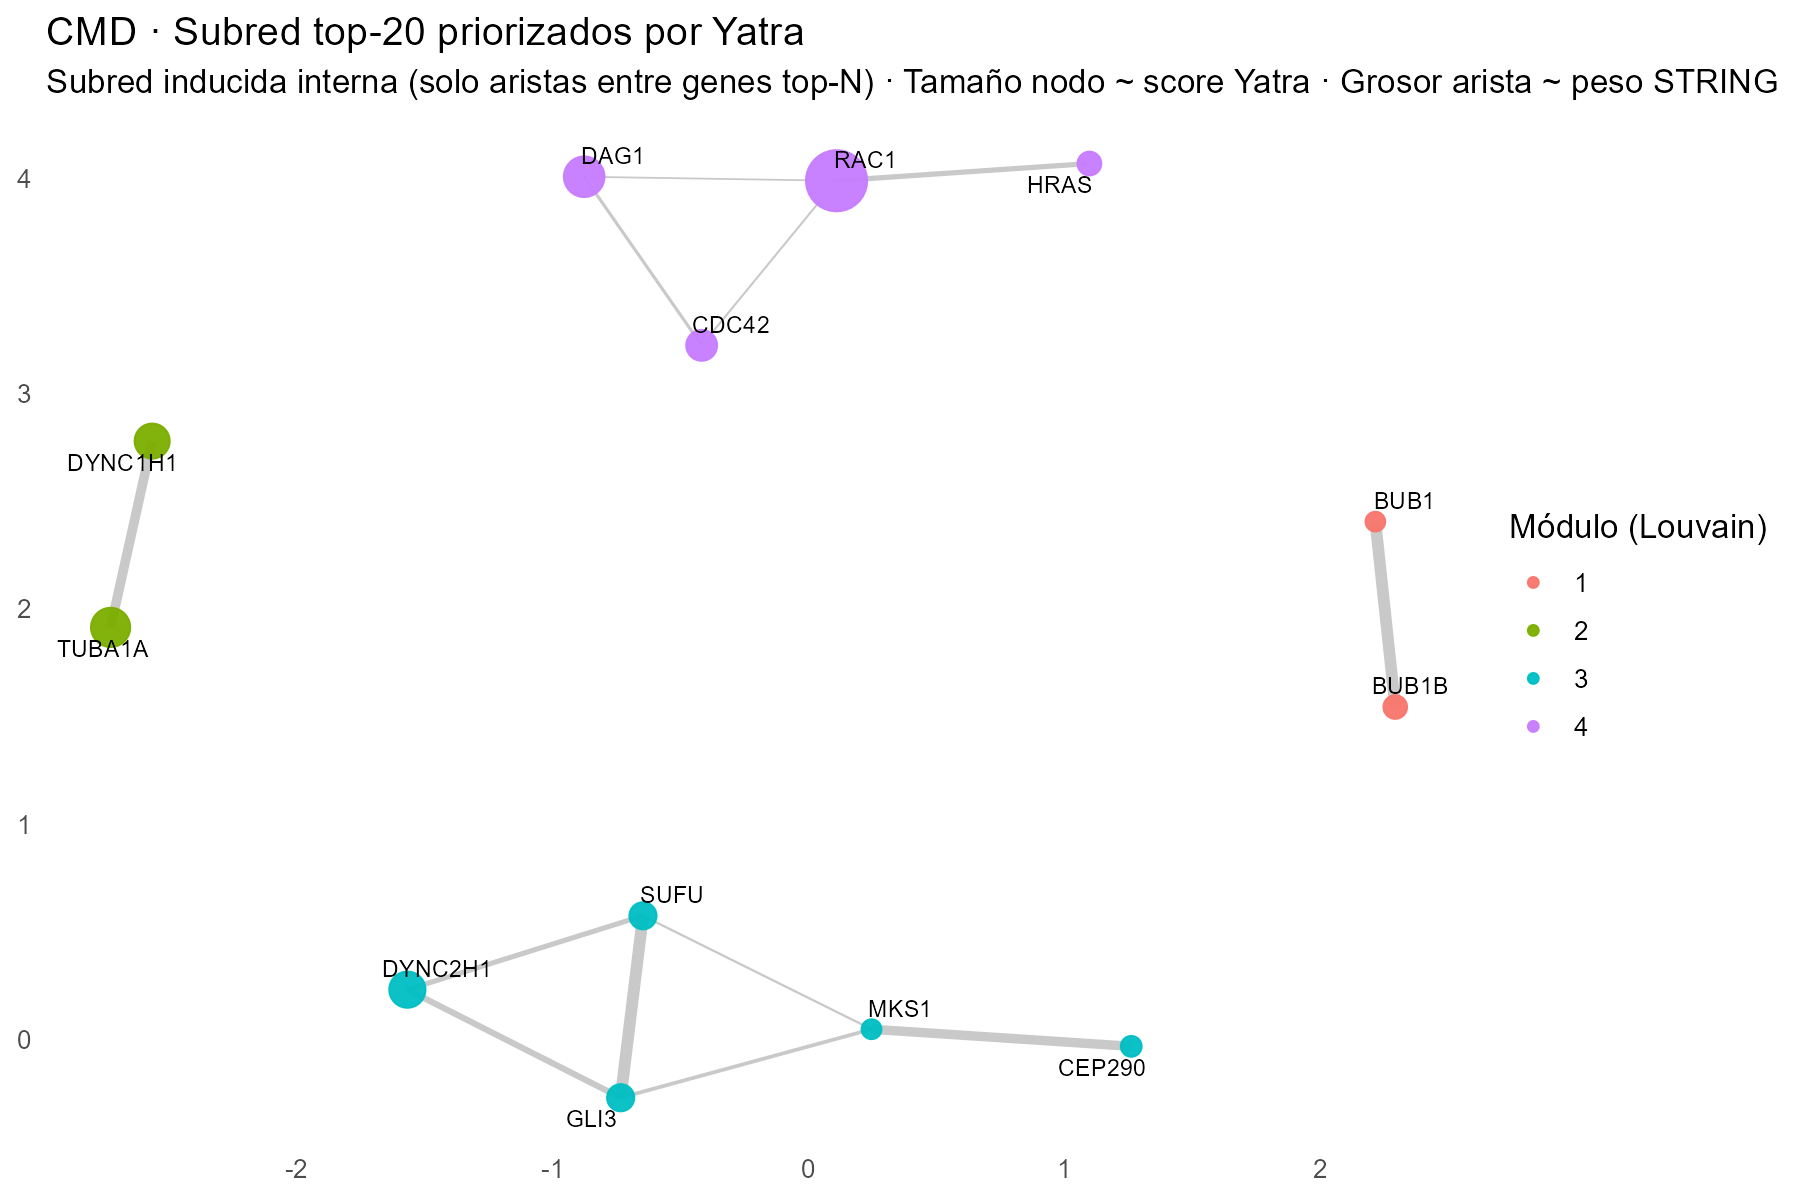 CMD · Subred top-20 priorizados por Yatra
Subred inducida interna (solo aristas entre genes top-N) · Tamaño nodo ~ score Yatra · Grosor arista ~ peso STRING
DAG1
RAC1
HRAS
CDC42
DYNC1H1
TUBA1A
BUB1
BUB1B
SUFU
DYNC2H1
MKS1
CEP290
GLI3
4
3
2
1
0
-2
-1
0
1
2
Módulo (Louvain)
1
2
3
4